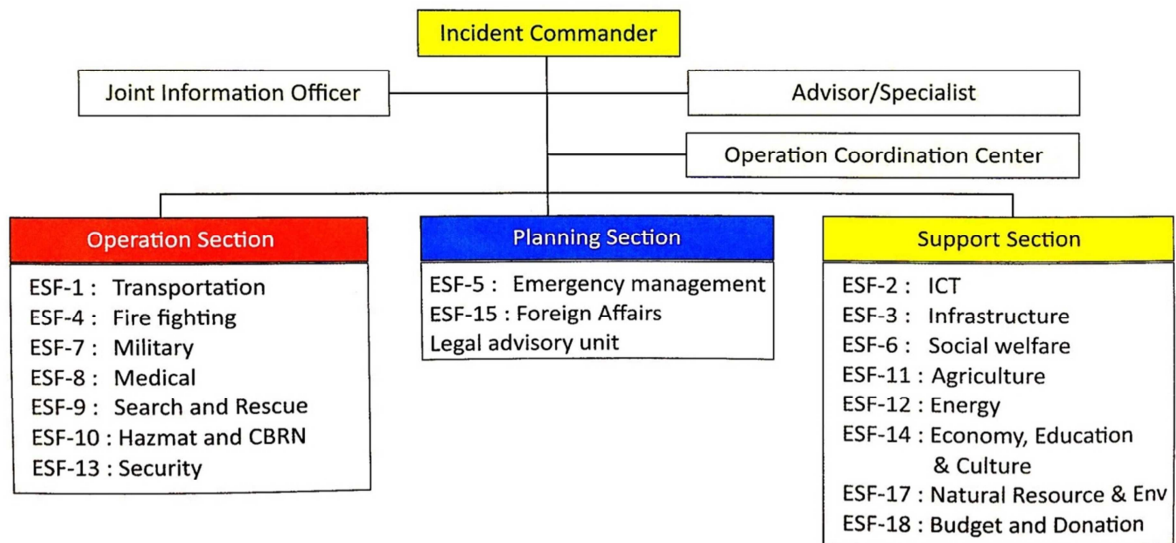 Incident Commander
Joint Information Officer
Advisor/Specialist
Operation Coordination Center
Operation Section
ESF-1 : Transportation
ESF-4 : Fire fighting
ESF-7 : Military
ESF-8 : Medical
ESF-9 : Search and Rescue
ESF-10 : Hazmat and CBRN
ESF-13 : Security
Planning Section
ESF-5 : Emergency management
ESF-15 : Foreign Affairs
Legal advisory unit
Support Section
ESF-2 : ICT
ESF-3 : Infrastructure
ESF-6 : Social welfare
ESF-11 : Agriculture
ESF-12 : Energy
ESF-14 : Economy, Education
& Culture
ESF-17 : Natural Resource & Env
ESF-18 : Budget and Donation